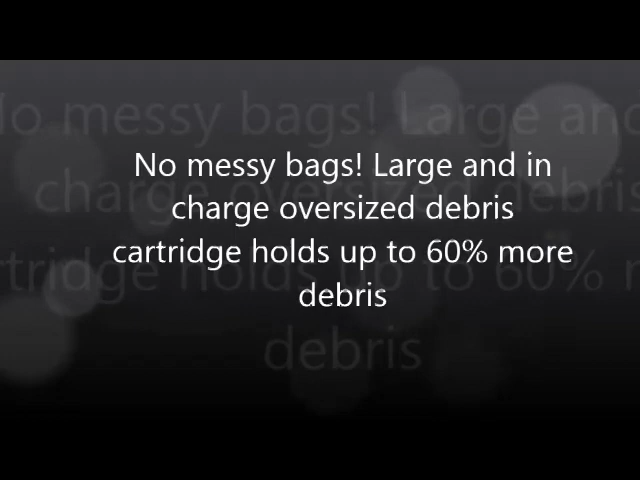 No messy bags! Large and in
charge oversized debris
cartridge holds up to 60% more
debris